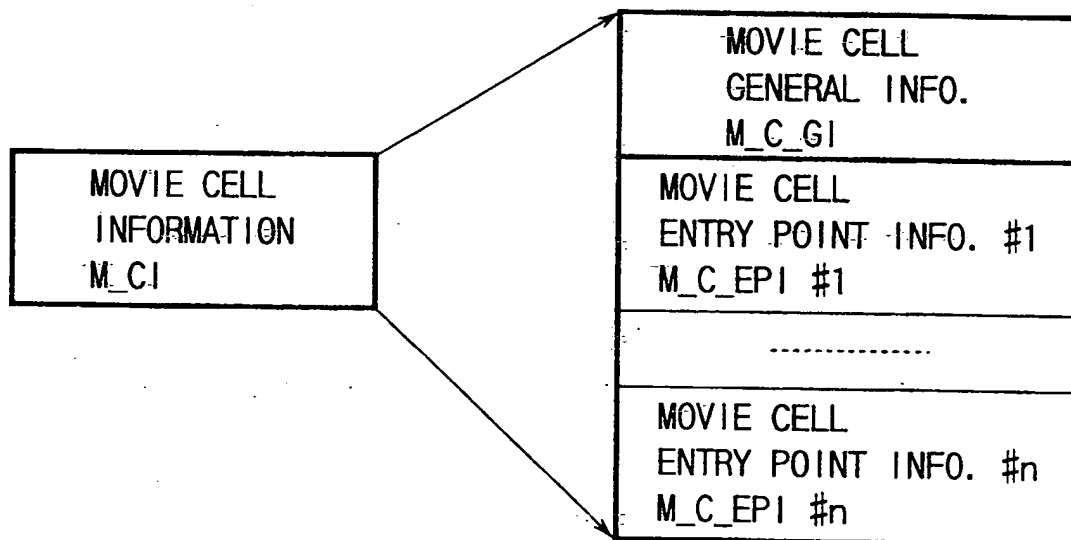 MOVIE CELL
INFORMATION
M_CI
MOVIE CELL
GENERAL INFO.
M_C_GI
MOVIE CELL
ENTRY POINT INFO. #1
M_C_EPI #1
MOVIE CELL
ENTRY POINT INFO. #n
M_C_EPI #n